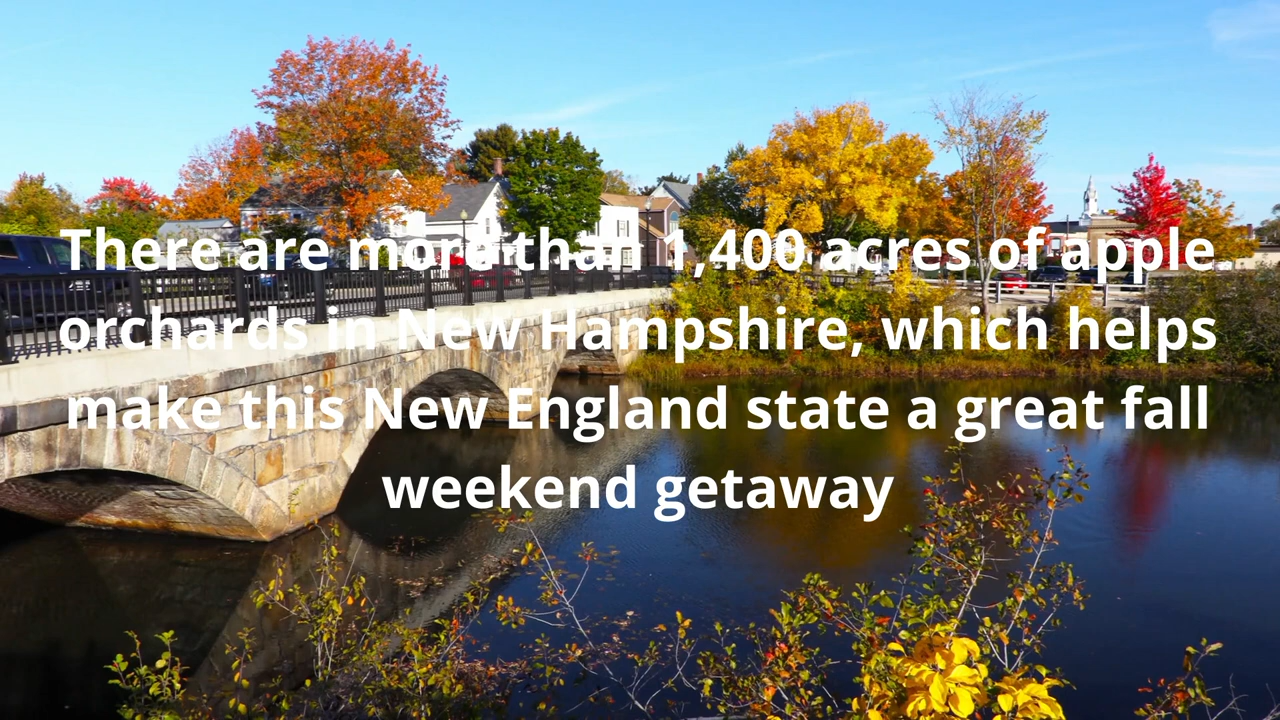 There are more than 1,400 acres of apple
orchards in New Hampshire, which helps
make this New England state a great fall
weekend getaway